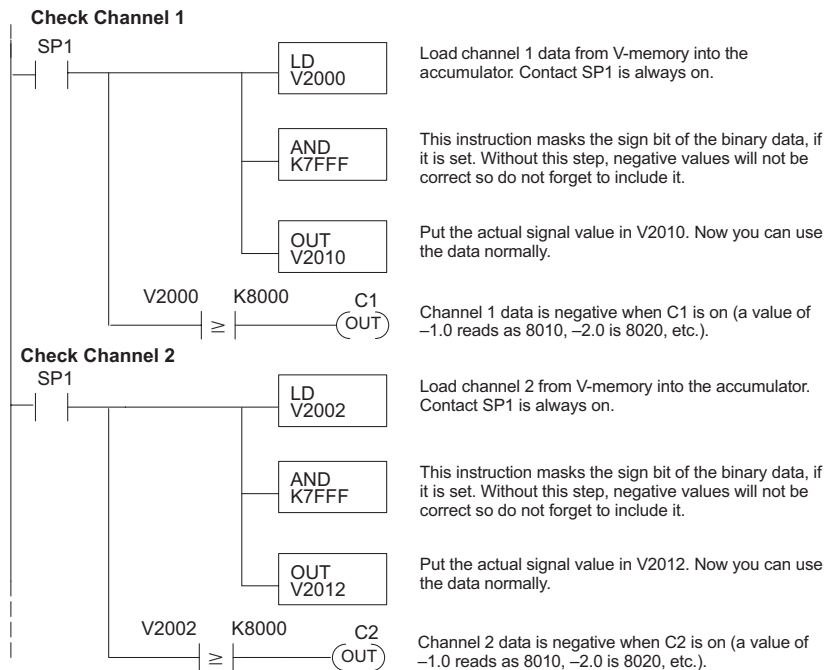 Check Channel 1
SP1
LD
V2000
Load channel 1 data from V-memory into the
accumulator. Contact SP1 is always on.
AND
K7FFF
This instruction masks the sign bit of the binary data, if
it is set. Without this step, negative values will not be
correct so do not forget to include it.
OUT
V2010
Put the actual signal value in V2010. Now you can use
the data normally.
V2000 K8000 C1
≥ OUT
Channel 1 data is negative when C1 is on (a value of
–1.0 reads as 8010, –2.0 is 8020, etc.).
Check Channel 2
SP1
LD
V2002
Load channel 2 from V-memory into the accumulator.
Contact SP1 is always on.
AND
K7FFF
This instruction masks the sign bit of the binary data, if
it is set. Without this step, negative values will not be
correct so do not forget to include it.
OUT
V2012
Put the actual signal value in V2012. Now you can use
the data normally.
V2002 K8000 C2
≥ OUT
Channel 2 data is negative when C2 is on (a value of
–1.0 reads as 8010, –2.0 is 8020, etc.).